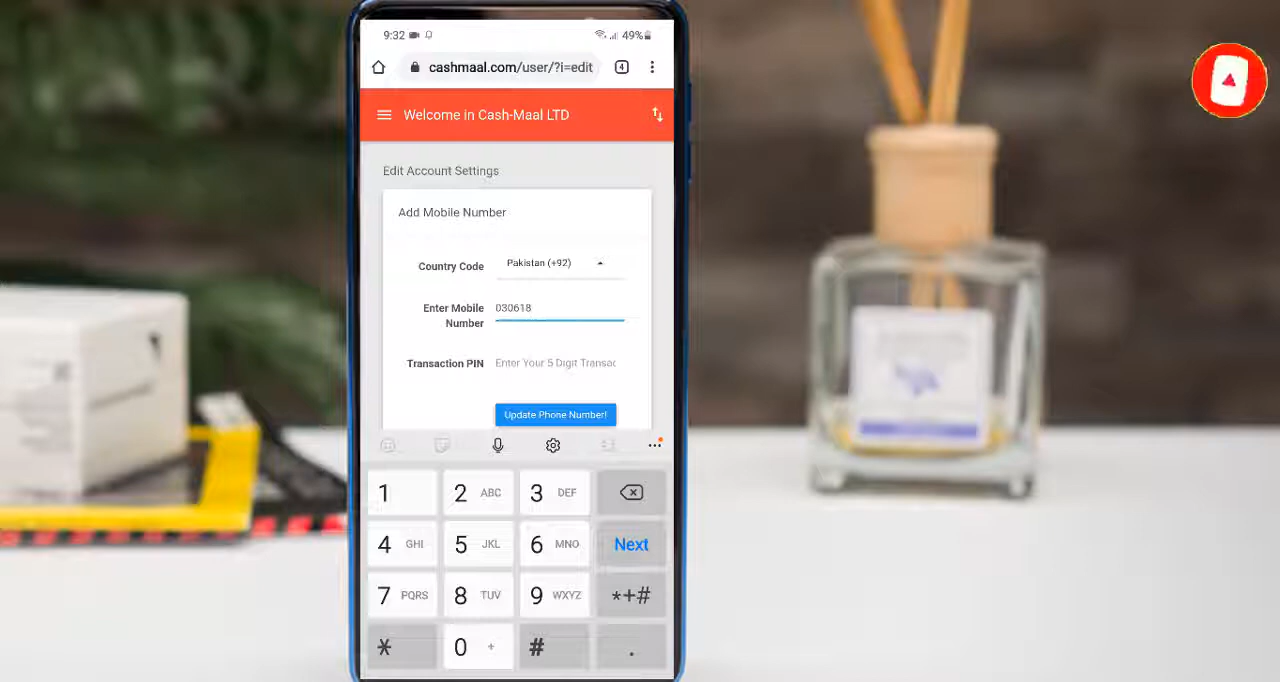 9:32
49%
cashmaal.com/user/?i=edit
4
Welcome in Cash-Maal LTD
Edit Account Settings
Add Mobile Number
Country Code
Pakistan (+92)
Enter Mobile Number
030618
Transaction PIN
Enter Your 5 Digit Transac
Update Phone Number!
1
2 ABC
3 DEF
4 GHI
5 JKL
6 MNO
Next
7 PQRS
8 TUV
9 WXYZ
*+#
*
0 +
#
.